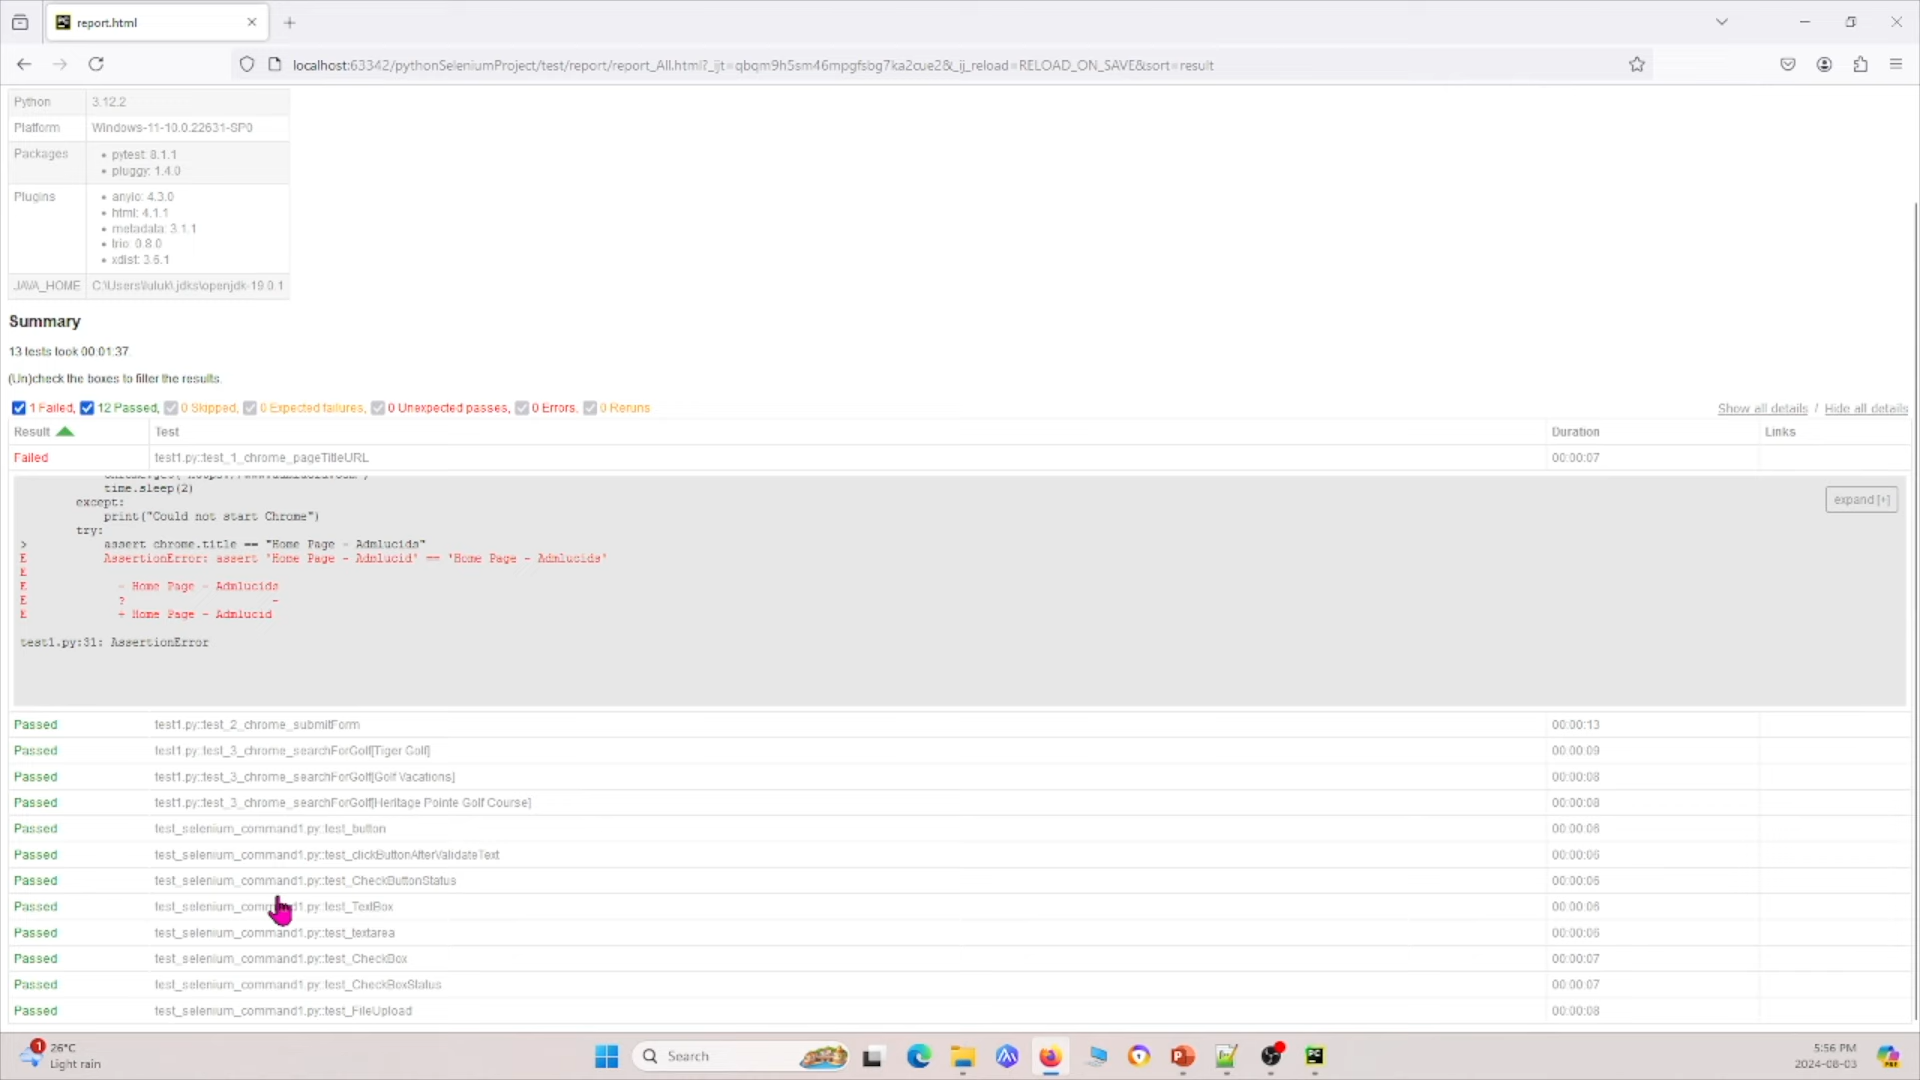 report.html
localhost:63342/pythonSeleniumProject/test/report/report_All.html?_ijt=qbqm9h5sm46mpgfsbg7ka2cue2&_ij_reload=RELOAD_ON_SAVE&sort=result
Python 3.12.2
Platform Windows-11-10.0.22631-SP0
Packages
• pytest: 8.1.1
• pluggy: 1.4.0
Plugins
• anyio: 4.3.0
• html: 4.1.1
• metadata: 3.1.1
• trio: 0.8.0
• xdist: 3.6.1
JAVA_HOME C:\Users\luluk\.jdks\openjdk-19.0.1
Summary
13 tests took 00:01:37.
(Un)check the boxes to filter the results.
1 Failed, 12 Passed, 0 Skipped, 0 Expected failures, 0 Unexpected passes, 0 Errors, 0 Reruns
Show all details / Hide all details
Result Test Duration Links
Failed test1.py::test_1_chrome_pageTitleURL 00:00:07
time.sleep(2)
expand [+]
except:
print("Could not start Chrome")
try:
> assert chrome.title == "Home Page - Admlucids"
E AssertionError: assert 'Home Page - Admlucid' == 'Home Page - Admlucids'
E
E - Home Page - Admlucids
E ? -
E + Home Page - Admlucid
test1.py:31: AssertionError
Passed test1.py::test_2_chrome_submitForm 00:00:13
Passed test1.py::test_3_chrome_searchForGolf[Tiger Golf] 00:00:09
Passed test1.py::test_3_chrome_searchForGolf[Golf Vacations] 00:00:08
Passed test1.py::test_3_chrome_searchForGolf[Heritage Pointe Golf Course] 00:00:08
Passed test_selenium_command1.py::test_button 00:00:06
Passed test_selenium_command1.py::test_clickButtonAfterValidateText 00:00:06
Passed test_selenium_command1.py::test_CheckButtonStatus 00:00:06
Passed test_selenium_command1.py::test_TextBox 00:00:06
Passed test_selenium_command1.py::test_textarea 00:00:06
Passed test_selenium_command1.py::test_CheckBox 00:00:07
Passed test_selenium_command1.py::test_CheckBoxStatus 00:00:07
Passed test_selenium_command1.py::test_FileUpload 00:00:08
1
26°C
Light rain
Search
5:56 PM
2024-08-03